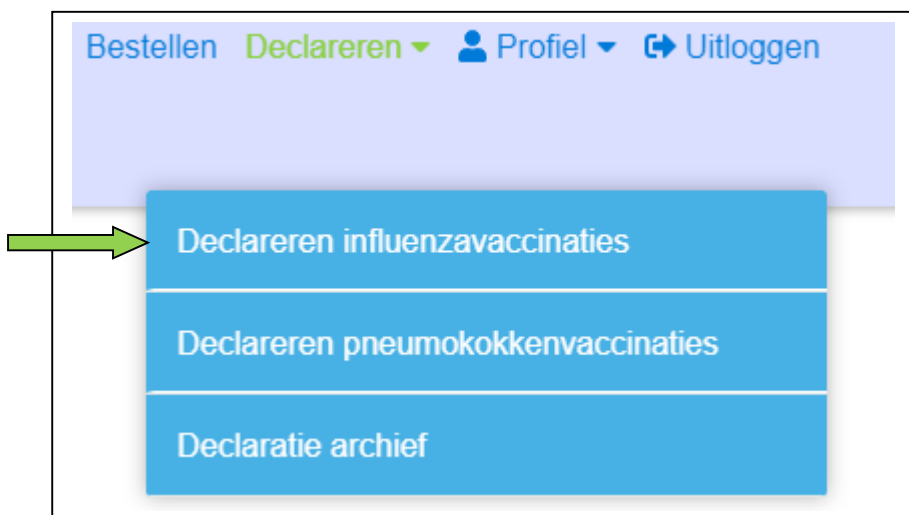 Bestellen Declareren Profiel Uitloggen
Declareren influenzavaccinaties
Declareren pneumokokkenvaccinaties
Declaratie archief